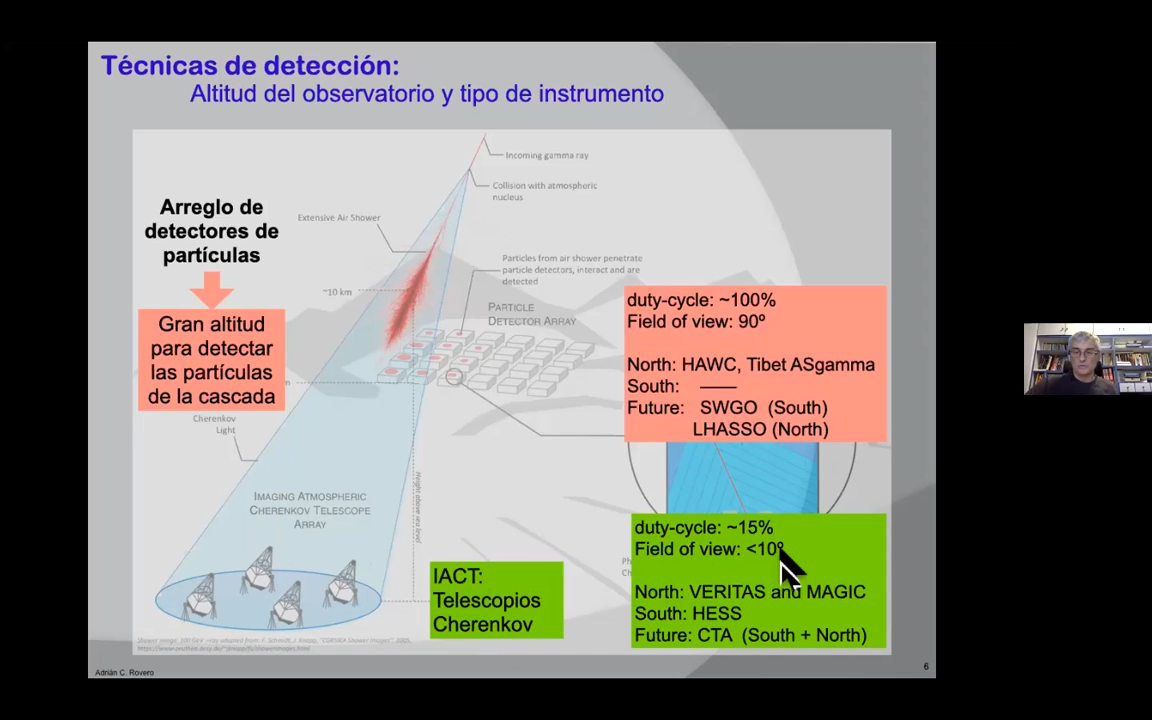 Técnicas de detección:
Altitud del observatorio y tipo de instrumento
Incoming gamma ray
Collision with atmospheric
nucleus
Extensive Air Shower
Arreglo de
detectores de
partículas
Particles from air shower penetrate
particle detectors, interact and are
detected
~10 km
PARTICLE
DETECTOR ARRAY
Gran altitud
para detectar
las partículas
de la cascada
m
duty-cycle: ~100%
Field of view: 90º
North: HAWC, Tibet ASgamma
South:
Future: SWGO (South)
LHASSO (North)
Cherenkov
Light
IMAGING ATMOSPHERIC
CHERENKOV TELESCOPE
ARRAY
Height above sea level
duty-cycle: ~15%
Field of view: <10º
North: VERITAS and MAGIC
South: HESS
Future: CTA (South + North)
IACT:
Telescopios
Cherenkov
Adrián C. Rovero
6